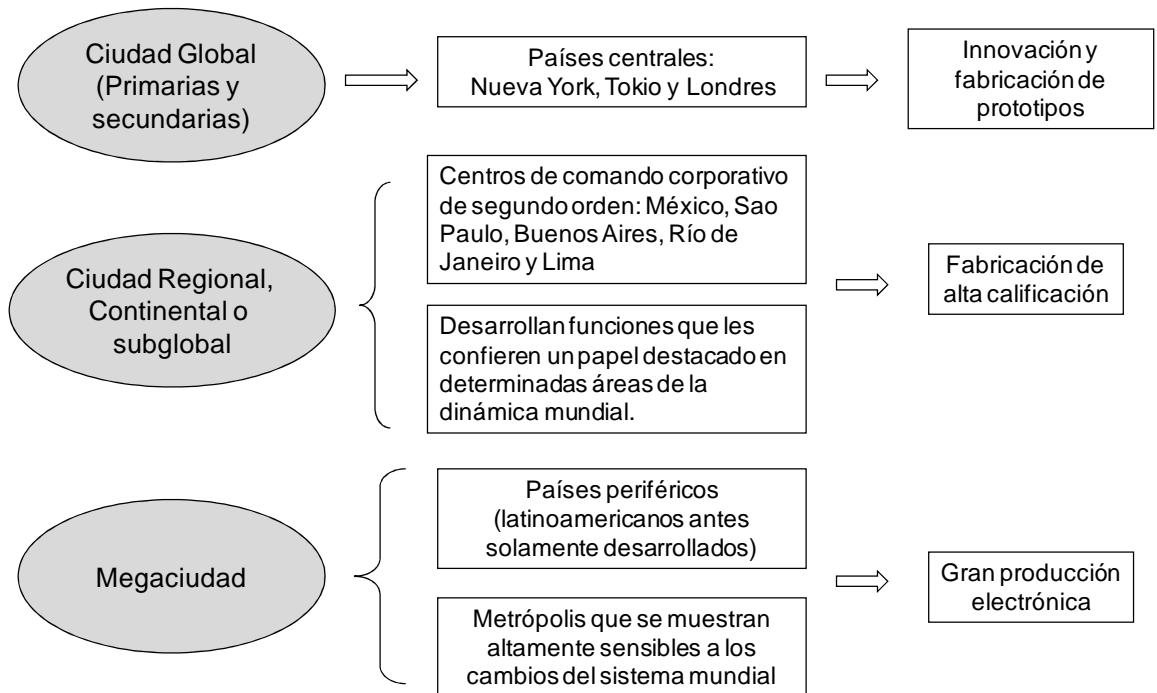 Ciudad Global
(Primarias y
secundarias)
Países centrales:
Nueva York, Tokio y Londres
Innovación y
fabricación de
prototipos
Ciudad Regional,
Continental o
subglobal
Centros de comando corporativo
de segundo orden: México, Sao
Paulo, Buenos Aires, Río de
Janeiro y Lima
Desarrollan funciones que les
confieren un papel destacado en
determinadas áreas de la
dinámica mundial.
Fabricación de
alta calificación
Megaciudad
Países periféricos
(latinoamericanos antes
solamente desarrollados)
Metrópolis que se muestran
altamente sensibles a los
cambios del sistema mundial
Gran producción
electrónica